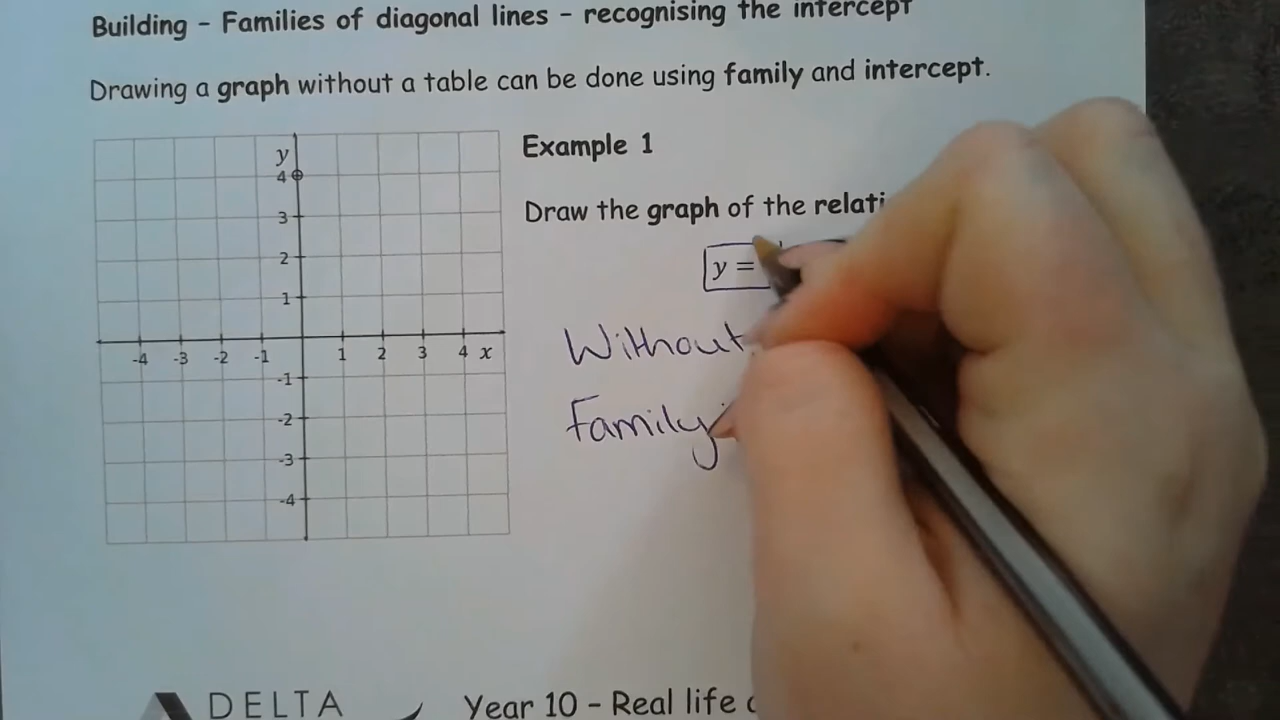 Building - Families of diagonal lines - recognising the intercept
Drawing a graph without a table can be done using family and intercept.
Example 1
Draw the graph of the
y =
Without
Family
y
4
3
2
1
-4 -3 -2 -1 1 2 3 4 x
-1
-2
-3
-4
DELTA
Year 10 - Real life